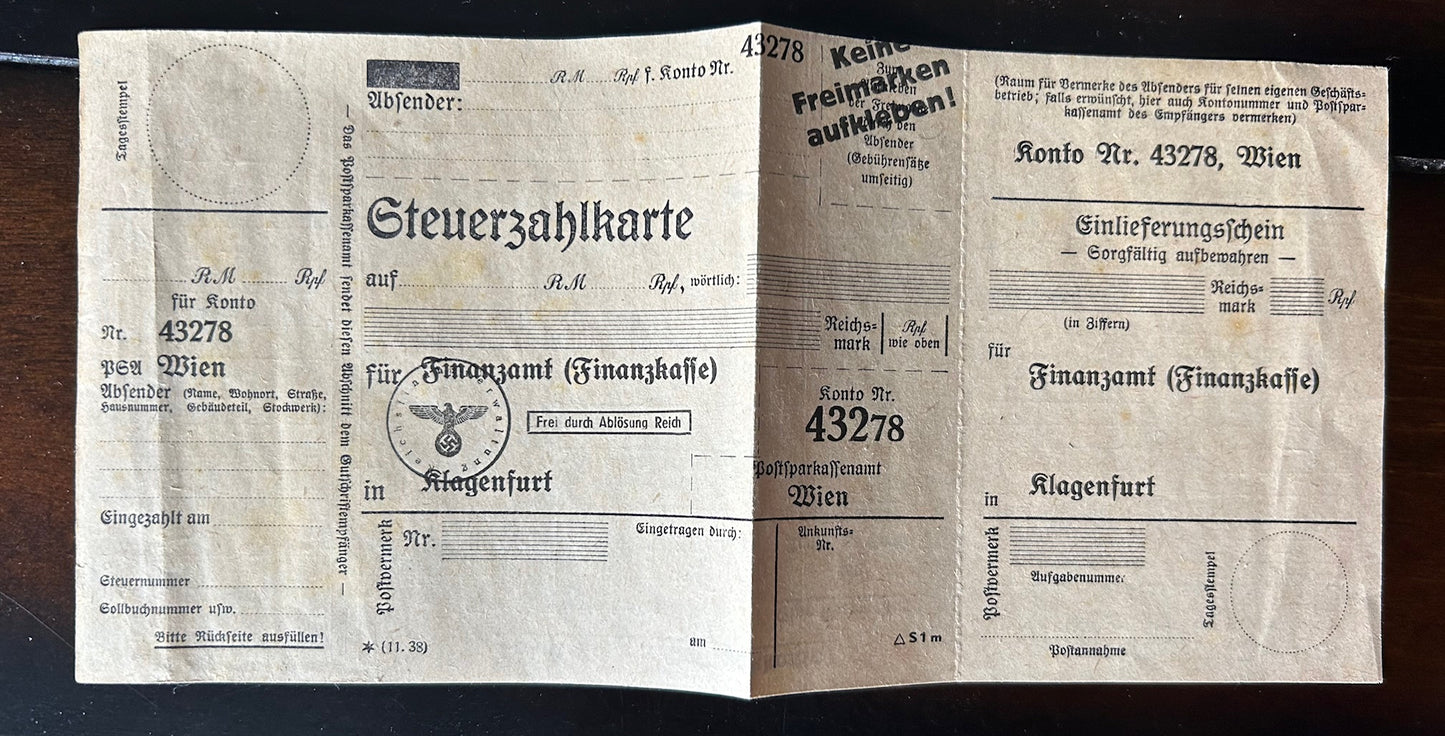 Tagesstempel
RM Rpf
für Konto
Nr. 43278
PSA Wien
Absender (Name, Wohnort, Straße,
Hausnummer, Gebäudeteil, Stockwerk):
Eingezahlt am
Steuernummer
Sollbuchnummer usw.
Bitte Rückseite ausfüllen!
— Das Postsparkassenamt sendet diesen Abschnitt dem Gutschriftempfänger —
RM Rpf f. Konto Nr. 43278
Absender:
Steuerzahlkarte
auf RM Rpf, wörtlich:
Reichs-
mark
Rpf
wie oben
für Finanzamt (Finanzkasse)
Frei durch Ablösung Reich
in Klagenfurt
Postvermerk
Nr.
Eingetragen durch:
* (11. 38)
am
Keine
Freimarken
aufkleben!
Zum
der
den
Absender
(Gebührensätze
umseitig)
Konto Nr.
43278
Postsparkassenamt
Wien
Ankunfts-
Nr.
△ S1m
(Raum für Vermerke des Absenders für seinen eigenen Geschäfts-
betrieb; falls erwünscht, hier auch Kontonummer und Postspar-
kassenamt des Empfängers vermerken)
Konto Nr. 43278, Wien
Einlieferungsschein
— Sorgfältig aufbewahren —
Reichs-
mark
Rpf
(in Ziffern)
für
Finanzamt (Finanzkasse)
in Klagenfurt
Postvermerk
Aufgabenummer
Tagesstempel
Postannahme